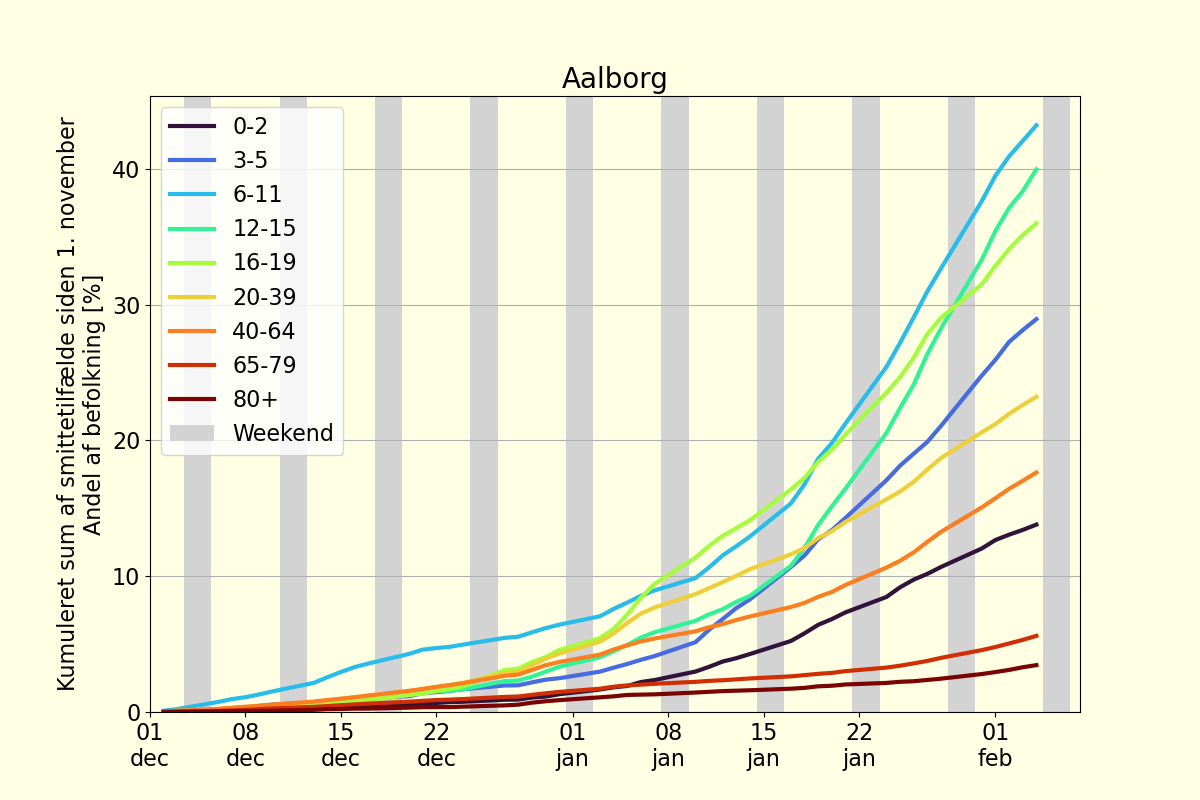 Aalborg
Kumuleret sum af smittetilfælde siden 1. november
Andel af befolkning [%]
40
30
20
10
0
0-2
3-5
6-11
12-15
16-19
20-39
40-64
65-79
80+
Weekend
01 08 15 22 01 08 15 22 01
dec dec dec dec jan jan jan jan feb